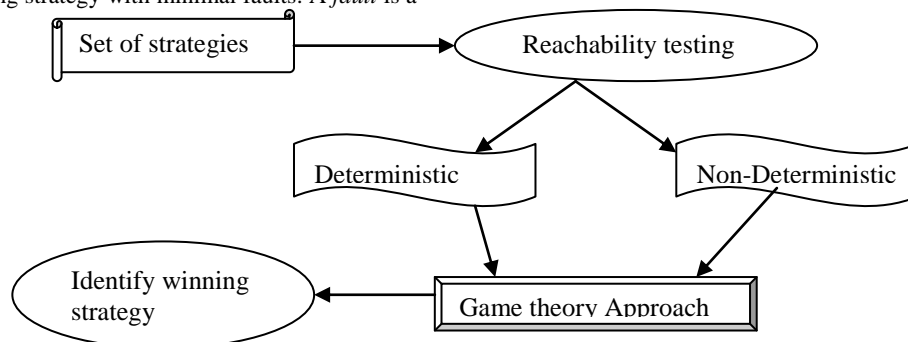 ng strategy with minimal faults. A fault is a
Set of strategies
Reachability testing
Deterministic
Non-Deterministic
Identify winning
strategy
Game theory Approach